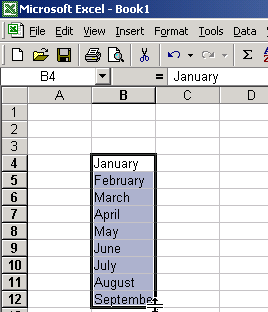 Microsoft Excel - Book1
File Edit View Insert Format Tools Data
B4 = January
A B C D
1
2
3
4 January
5 February
6 March
7 April
8 May
9 June
10 July
11 August
12 Septembe